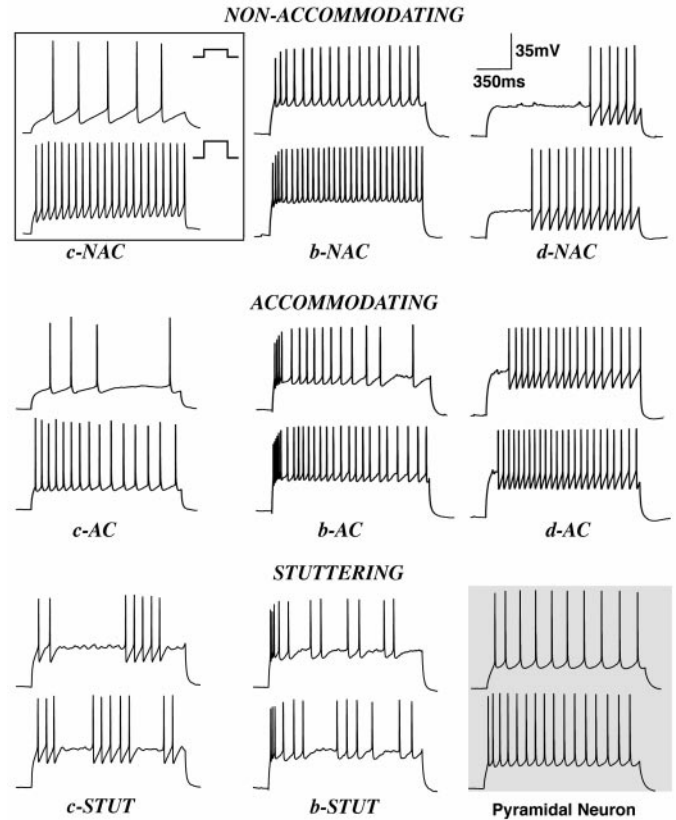 NON-ACCOMMODATING
35mV
350ms
c-NAC b-NAC d-NAC
ACCOMMODATING
c-AC b-AC d-AC
STUTTERING
c-STUT b-STUT Pyramidal Neuron